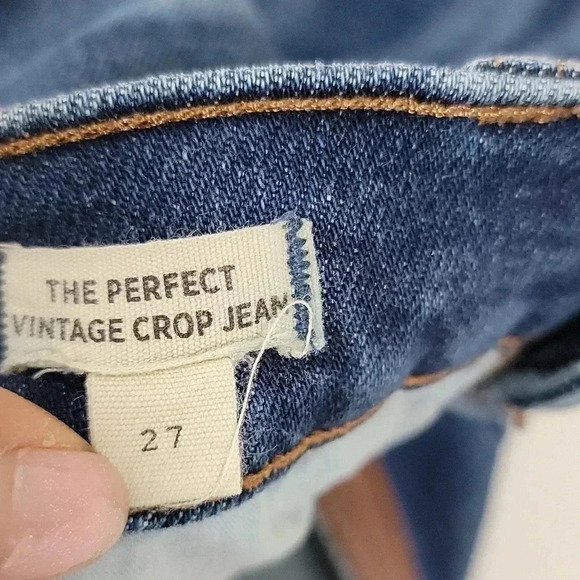 THE PERFECT
VINTAGE CROP JEAN
27